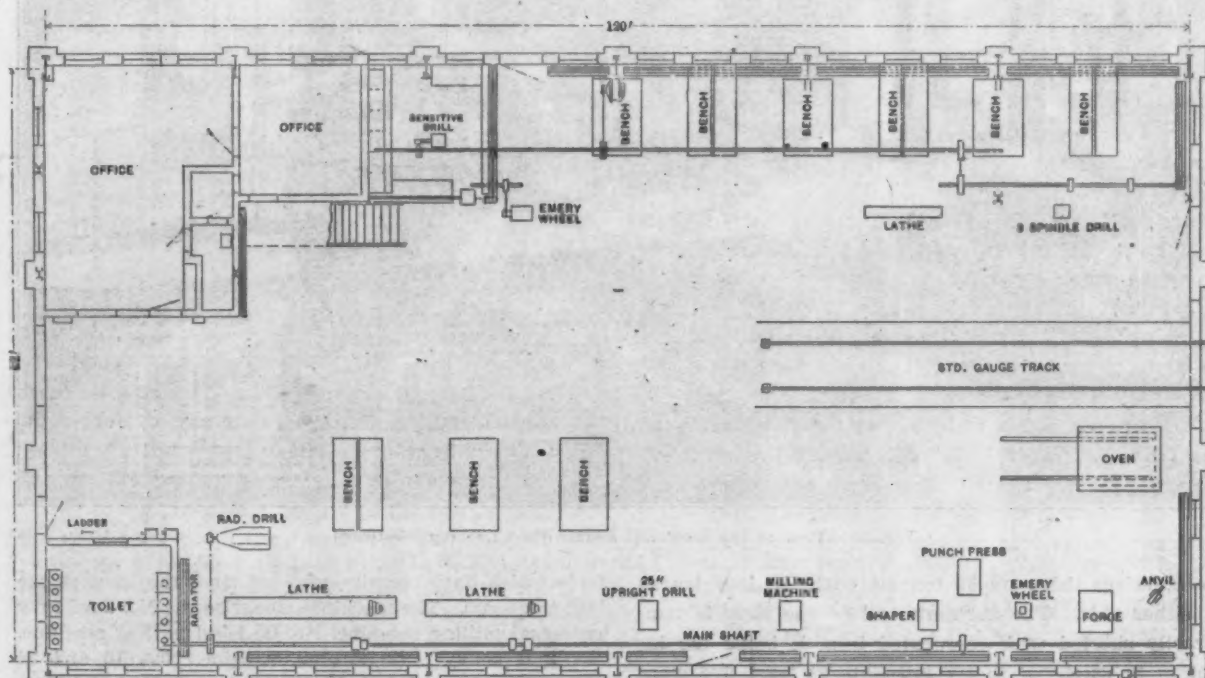 120'
OFFICE
OFFICE
SENSITIVE
DRILL
BENCH
BENCH
BENCH
BENCH
BENCH
BENCH
EMERY
WHEEL
LATHE
3 SPINDLE DRILL
STD. GAUGE TRACK
62'
BENCH
BENCH
BENCH
OVEN
LADDER
RAD. DRILL
TOILET
RADIATOR
LATHE
LATHE
25"
UPRIGHT DRILL
MILLING
MACHINE
PUNCH PRESS
SHAPER
EMERY
WHEEL
FORGE
ANVIL
MAIN SHAFT